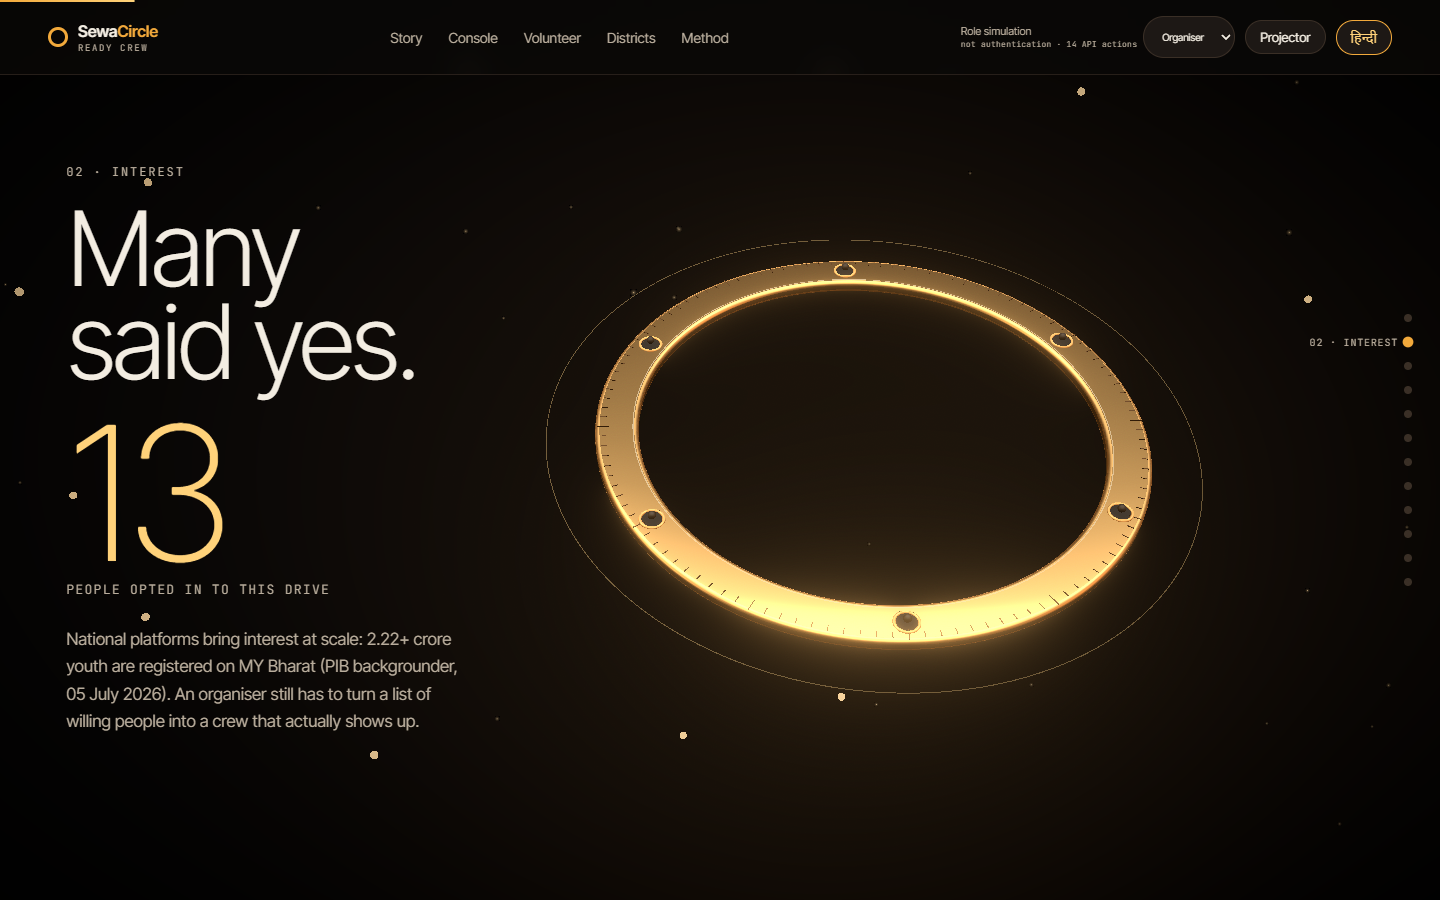 SewaCircle
READY CREW
Story
Console
Volunteer
Districts
Method
Role simulation
not authentication · 14 API actions
Organiser
Projector
हिन्दी
02 · INTEREST
Many
said yes.
13
PEOPLE OPTED IN TO THIS DRIVE
National platforms bring interest at scale: 2.22+ crore
youth are registered on MY Bharat (PIB backgrounder,
05 July 2026). An organiser still has to turn a list of
willing people into a crew that actually shows up.
02 · INTEREST